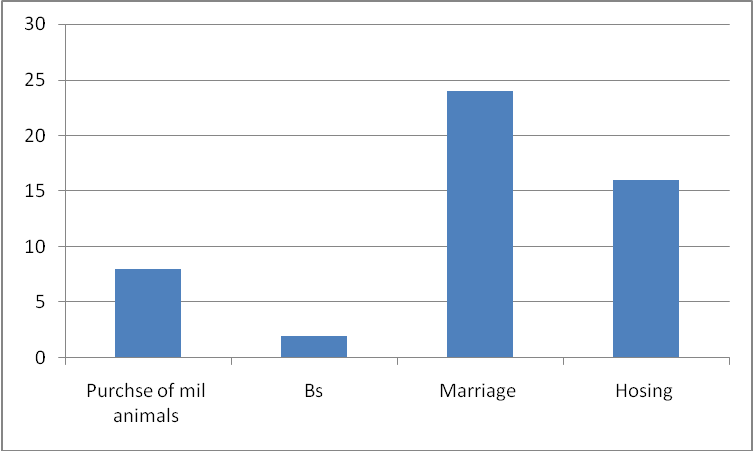 30
25
20
15
10
5
0
Purchse of mil
animals
Bs
Marriage
Hosing